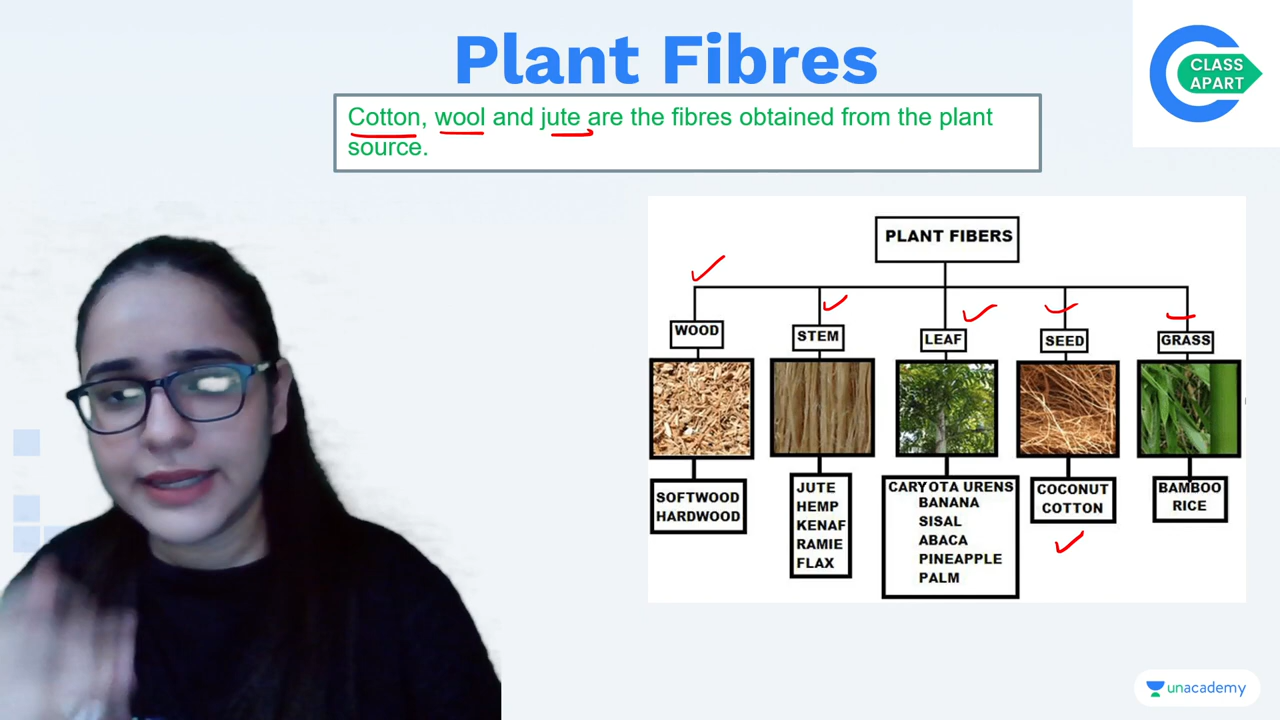 Plant Fibres
CLASS
APART
Cotton, wool and jute are the fibres obtained from the plant
source.
PLANT FIBERS
WOOD
STEM
LEAF
SEED
GRASS
SOFTWOOD
HARDWOOD
JUTE
HEMP
KENAF
RAMIE
FLAX
CARYOTA URENS
BANANA
SISAL
ABACA
PINEAPPLE
PALM
COCONUT
COTTON
BAMBOO
RICE
unacademy